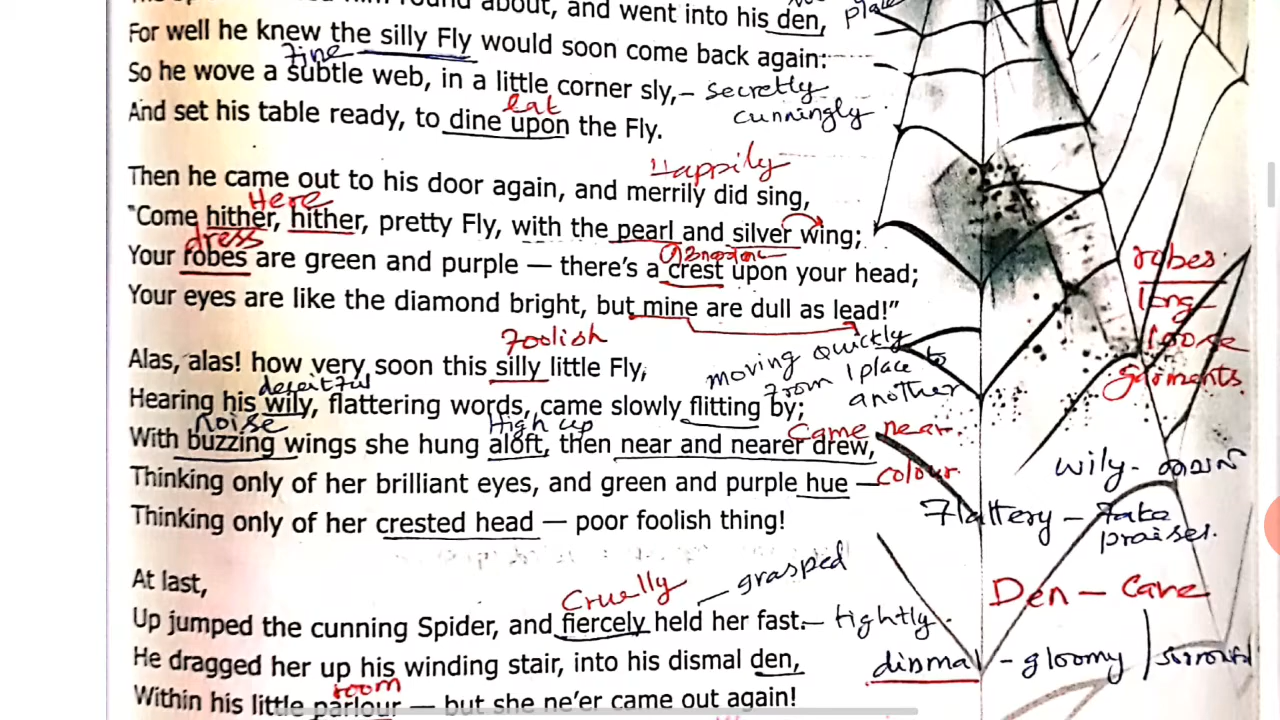 round about, and went into his den,
For well he knew the silly Fly would soon come back again:
fine
So he wove a subtle web, in a little corner sly, – secretly
cunningly
eat
And set his table ready, to dine upon the Fly.
Happily
Then he came out to his door again, and merrily did sing,
Here
"Come hither, hither, pretty Fly, with the pearl and silver wing;
dress
Your robes are green and purple — there's a crest upon your head;
Your eyes are like the diamond bright, but mine are dull as lead!"
robes
long
loose
garments.
Foolish
Alas, alas! how very soon this silly little Fly,
moving quickly
from 1 place to
another
Hearing his wily, flattering words, came slowly flitting by;
Noise
High up
came near.
With buzzing wings she hung aloft, then near and nearer drew,
Thinking only of her brilliant eyes, and green and purple hue — colour
wily -
Thinking only of her crested head — poor foolish thing!
Flattery – fake
praises.
At last,
Cruelly
grasped
Den –
Up jumped the cunning Spider, and fiercely held her fast. – tightly.
He dragged her up his winding stair, into his dismal den,
dismal – gloomy
room
Within his little parlour — but she ne'er came out again!